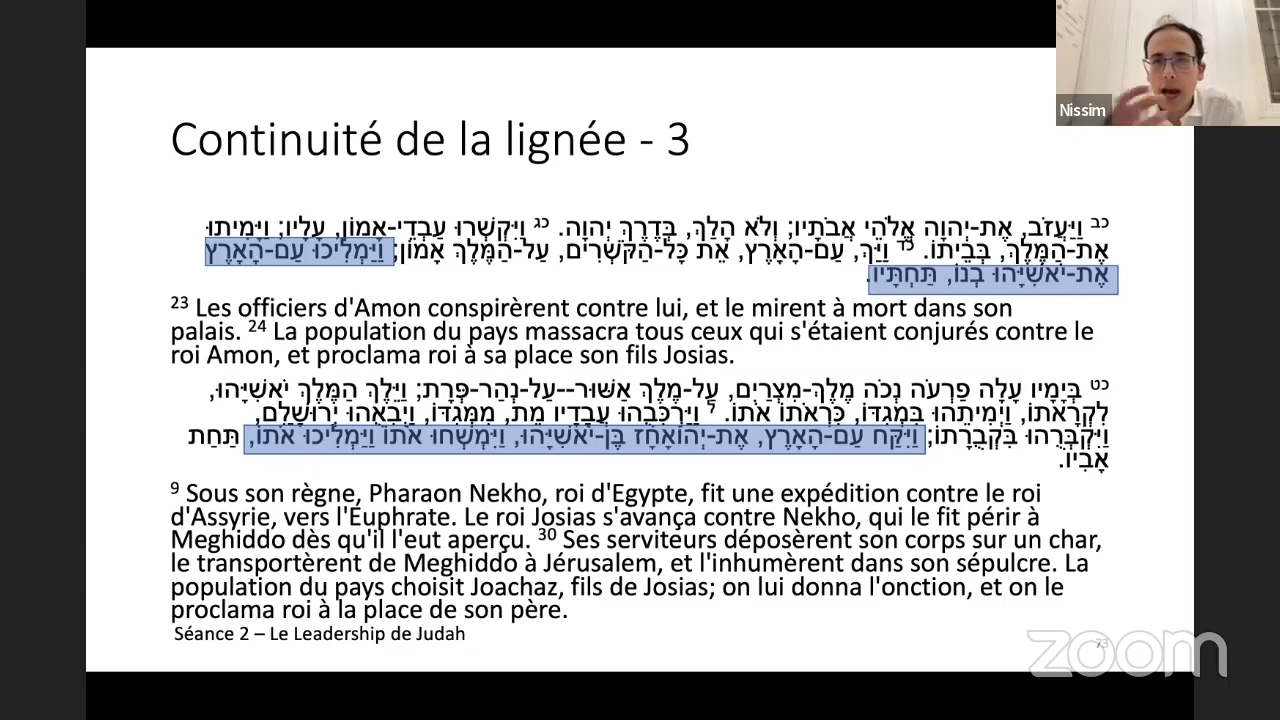 Nissim
Continuité de la lignée - 3
כב וַיַּעֲזֹב, אֶת-יְהוָה אֱלֹהֵי אֲבֹתָיו; וְלֹא הָלַךְ, בְּדֶרֶךְ יְהוָה. כג וַיִּקְשְׁרוּ עַבְדֵי-אָמוֹן, עָלָיו; וַיָּמִיתוּ
אֶת-הַמֶּלֶךְ, בְּבֵיתוֹ. כד וַיַּךְ, עַם-הָאָרֶץ, אֵת כָּל-הַקֹּשְׁרִים, עַל-הַמֶּלֶךְ אָמוֹן; וַיַּמְלִיכוּ עַם-הָאָרֶץ
אֶת-יֹאשִׁיָּהוּ בְנוֹ, תַּחְתָּיו.
23 Les officiers d'Amon conspirèrent contre lui, et le mirent à mort dans son
palais. 24 La population du pays massacra tous ceux qui s'étaient conjurés contre le
roi Amon, et proclama roi à sa place son fils Josias.
כט בְּיָמָיו עָלָה פַרְעֹה נְכֹה מֶלֶךְ-מִצְרַיִם, עַל-מֶלֶךְ אַשּׁוּר--עַל-נְהַר-פְּרָת; וַיֵּלֶךְ הַמֶּלֶךְ יֹאשִׁיָּהוּ,
לִקְרָאתוֹ, וַיְמִיתֵהוּ בִּמְגִדּוֹ, כִּרְאֹתוֹ אֹתוֹ. ל וַיַּרְכִּבֻהוּ עֲבָדָיו מֵת, מִמְּגִדּוֹ, וַיְבִאֻהוּ יְרוּשָׁלִַם,
וַיִּקְבְּרֻהוּ בִּקְבֻרָתוֹ; וַיִּקַּח עַם-הָאָרֶץ, אֶת-יְהוֹאָחָז בֶּן-יֹאשִׁיָּהוּ, וַיִּמְשְׁחוּ אֹתוֹ וַיַּמְלִיכוּ אֹתוֹ, תַּחַת
אָבִיו.
9 Sous son règne, Pharaon Nekho, roi d'Egypte, fit une expédition contre le roi
d'Assyrie, vers l'Euphrate. Le roi Josias s'avança contre Nekho, qui le fit périr à
Meghiddo dès qu'il l'eut aperçu. 30 Ses serviteurs déposèrent son corps sur un char,
le transportèrent de Meghiddo à Jérusalem, et l'inhumèrent dans son sépulcre. La
population du pays choisit Joachaz, fils de Josias; on lui donna l'onction, et on le
proclama roi à la place de son père.
Séance 2 – Le Leadership de Judah
73
zoom